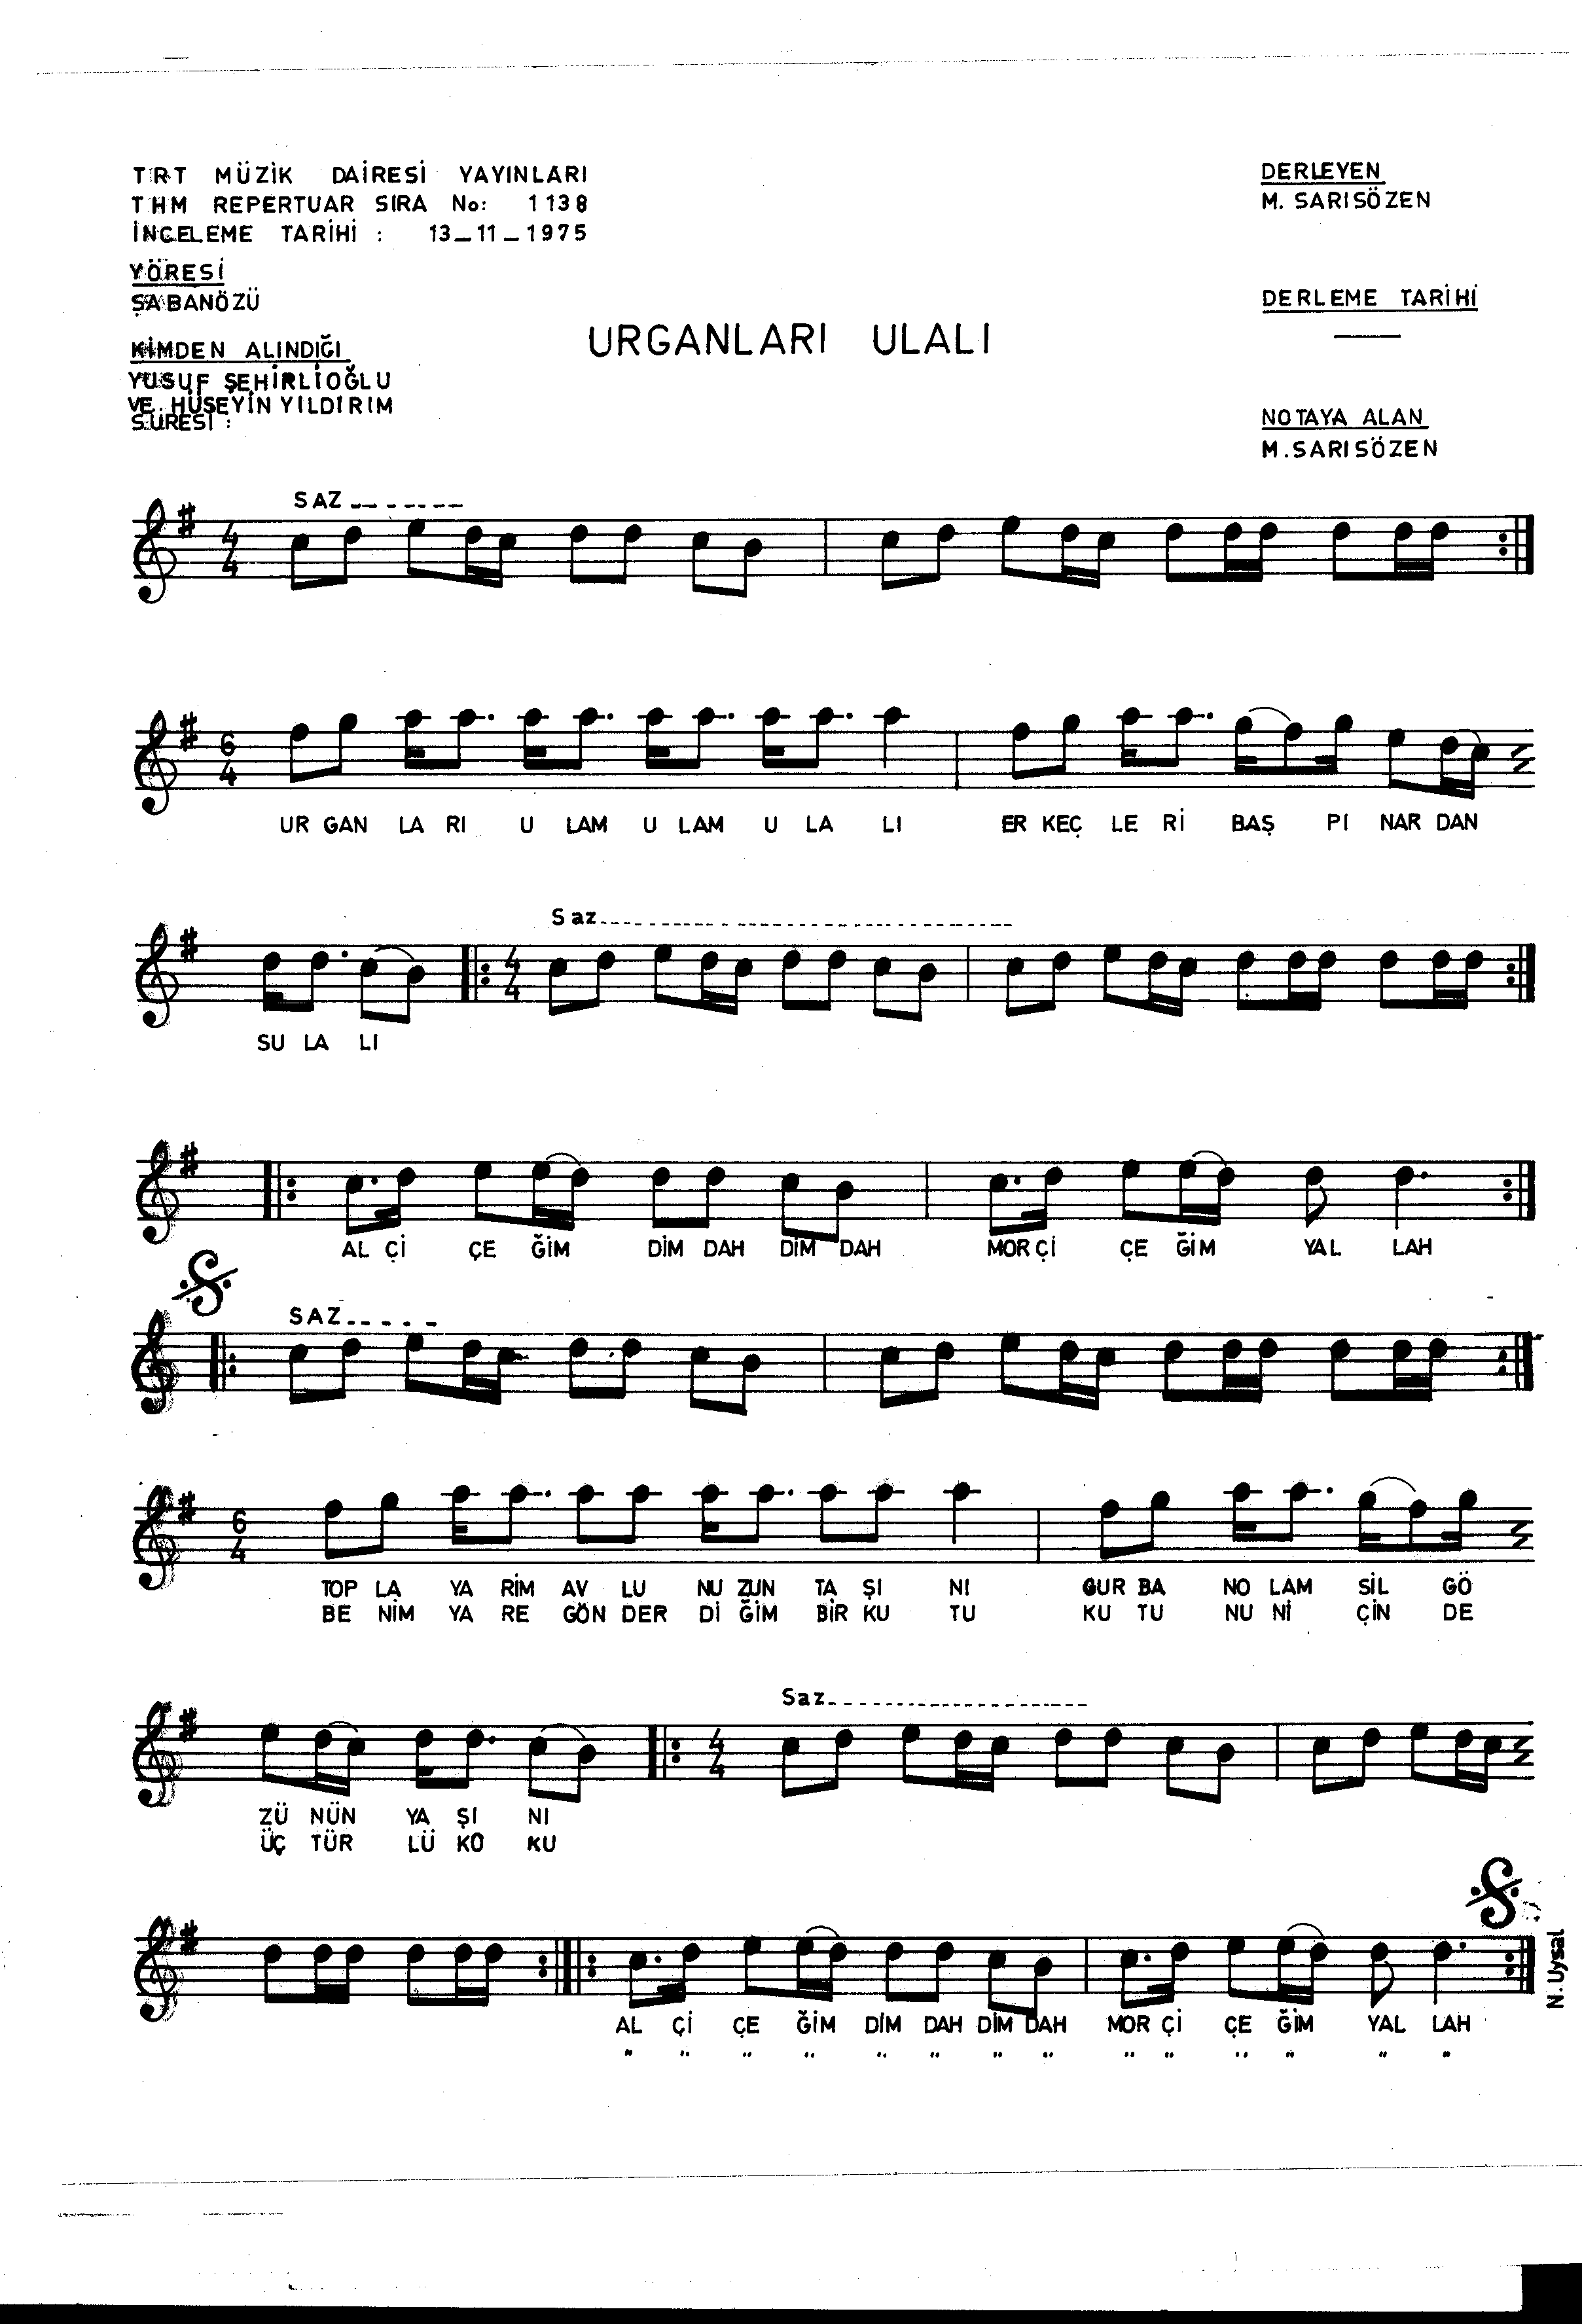 TRT MÜZİK DAİRESİ YAYINLARI
THM REPERTUAR SIRA No: 1138
İNCELEME TARİHİ : 13_11_1975
YÖRESİ
ŞABANÖZÜ
KİMDEN ALINDIĞI
YUSUF ŞEHİRLİOĞLU
VE HÜSEYİN YILDIRIM
SÜRESİ :
DERLEYEN
M. SARISÖZEN
DERLEME TARİHİ
NOTAYA ALAN
M. SARISÖZEN
URGANLARI ULALI
SAZ
4
4
6
4
UR GAN LA RI U LAM U LAM U LA LI ER KEÇ LE Rİ BAŞ PI NAR DAN
Saz
4
4
SU LA LI
AL Çİ ÇE ĞİM DİM DAH DİM DAH MOR Çİ ÇE ĞİM YAL LAH
SAZ
6
4
TOP LA YA RİM AV LU NU ZUN TA ŞI NI GUR BA NO LAM SİL GÖ
BE NİM YA RE GÖN DER Dİ ĞİM BİR KU TU KU TU NU Nİ ÇİN DE
Saz
4
4
ZÜ NÜN YA ŞI NI
ÜÇ TÜR LÜ KO KU
AL Çİ ÇE ĞİM DİM DAH DİM DAH MOR Çİ ÇE ĞİM YAL LAH
" " " " " " " " " " " " " "
N. Uysal